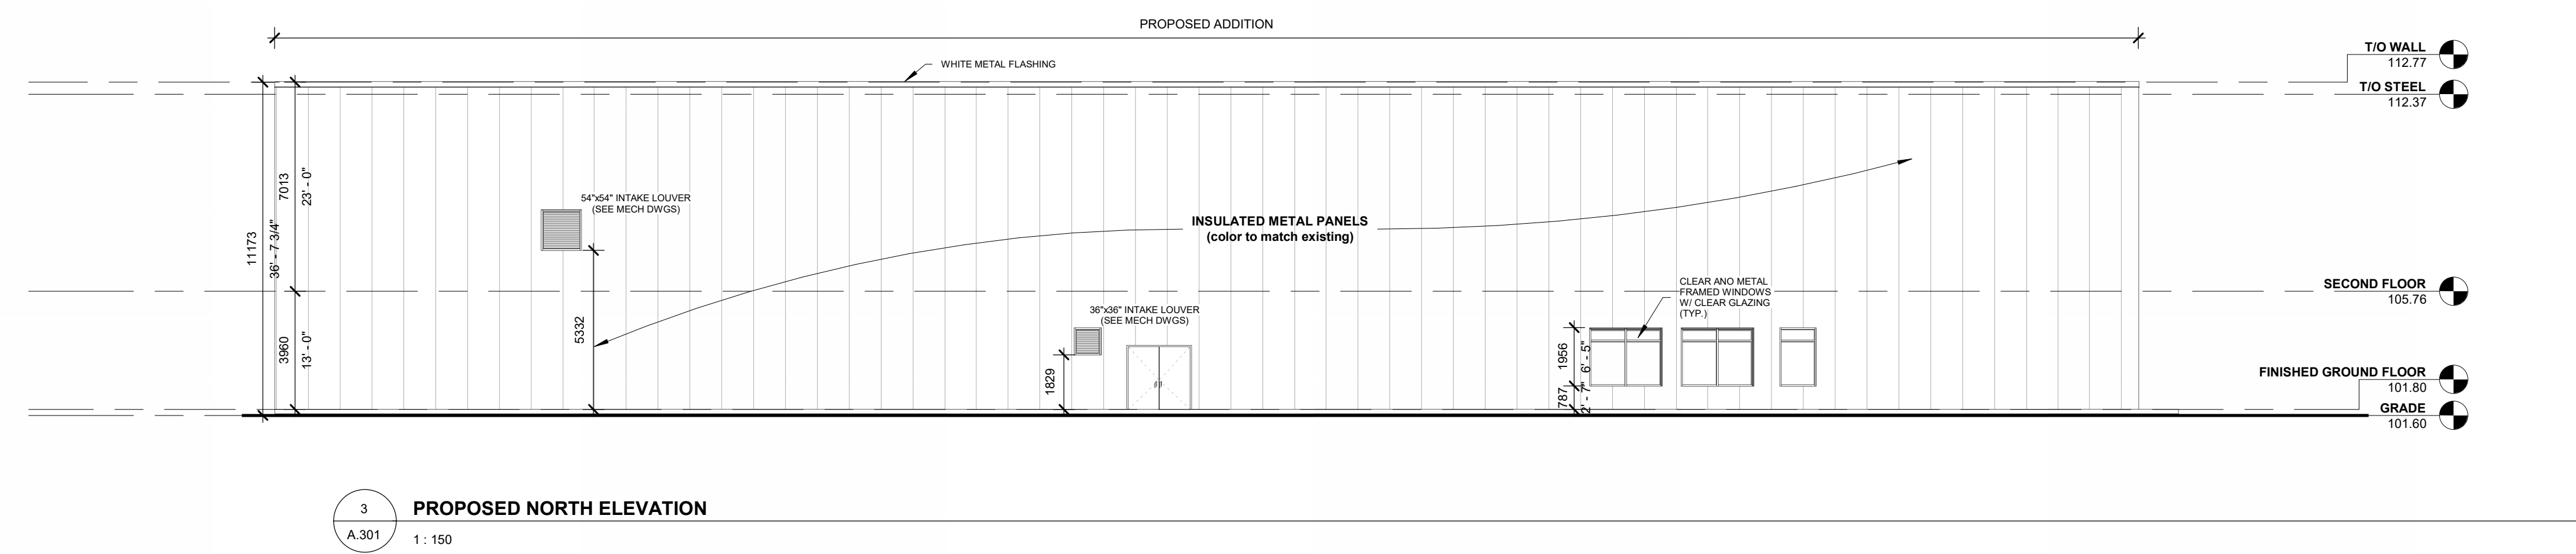 PROPOSED ADDITION
WHITE METAL FLASHING
T/O WALL
112.77
T/O STEEL
112.37
7013
23' - 0"
11173
36' - 7 3/4"
54"x54" INTAKE LOUVER
(SEE MECH DWGS)
INSULATED METAL PANELS
(color to match existing)
SECOND FLOOR
105.76
CLEAR ANO METAL
FRAMED WINDOWS
W/ CLEAR GLAZING
(TYP.)
36"x36" INTAKE LOUVER
(SEE MECH DWGS)
3960
13' - 0"
5332
1829
1956
6' - 5"
787
2' - 7"
FINISHED GROUND FLOOR
101.80
GRADE
101.60
3
A.301
PROPOSED NORTH ELEVATION
1 : 150